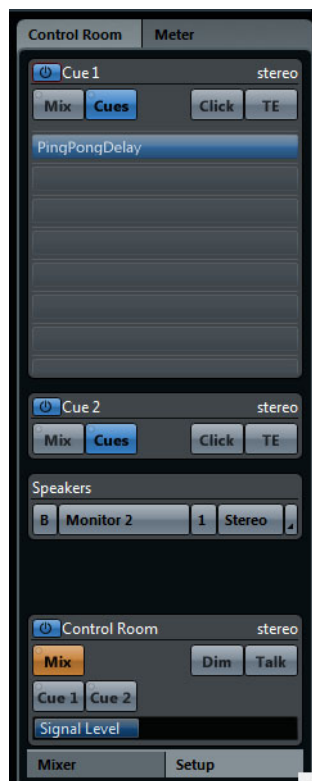 Control Room Meter
Cue 1 stereo
Mix Cues Click TE
PingPongDelay
Cue 2 stereo
Mix Cues Click TE
Speakers
B Monitor 2 1 Stereo
Control Room stereo
Mix Dim Talk
Cue 1 Cue 2
Signal Level
Mixer Setup